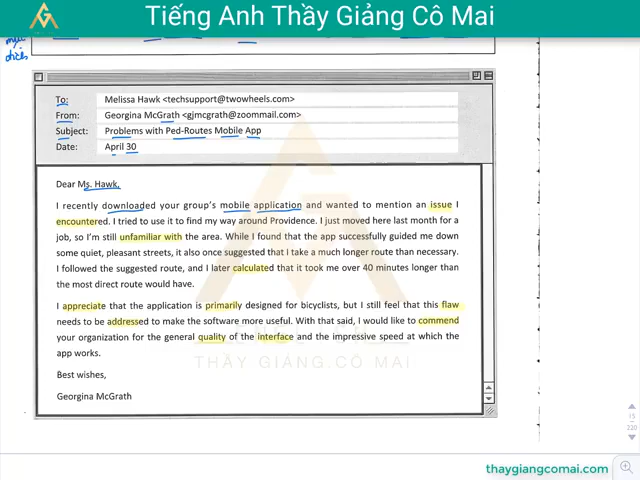 Tiếng Anh Thầy Giảng Cô Mai
AG
mục
đích
To: Melissa Hawk <techsupport@twowheels.com>
From: Georgina McGrath <gjmcgrath@zoommail.com>
Subject: Problems with Ped-Routes Mobile App
Date: April 30
Dear Ms. Hawk,
I recently downloaded your group's mobile application and wanted to mention an issue I
encountered. I tried to use it to find my way around Providence. I just moved here last month for a
job, so I'm still unfamiliar with the area. While I found that the app successfully guided me down
some quiet, pleasant streets, it also once suggested that I take a much longer route than necessary.
I followed the suggested route, and I later calculated that it took me over 40 minutes longer than
the most direct route would have.
I appreciate that the application is primarily designed for bicyclists, but I still feel that this flaw
needs to be addressed to make the software more useful. With that said, I would like to commend
your organization for the general quality of the interface and the impressive speed at which the
app works.
THẦY GIẢNG.CÔ MAI
Best wishes,
Georgina McGrath
15
220
thaygiangcomai.com